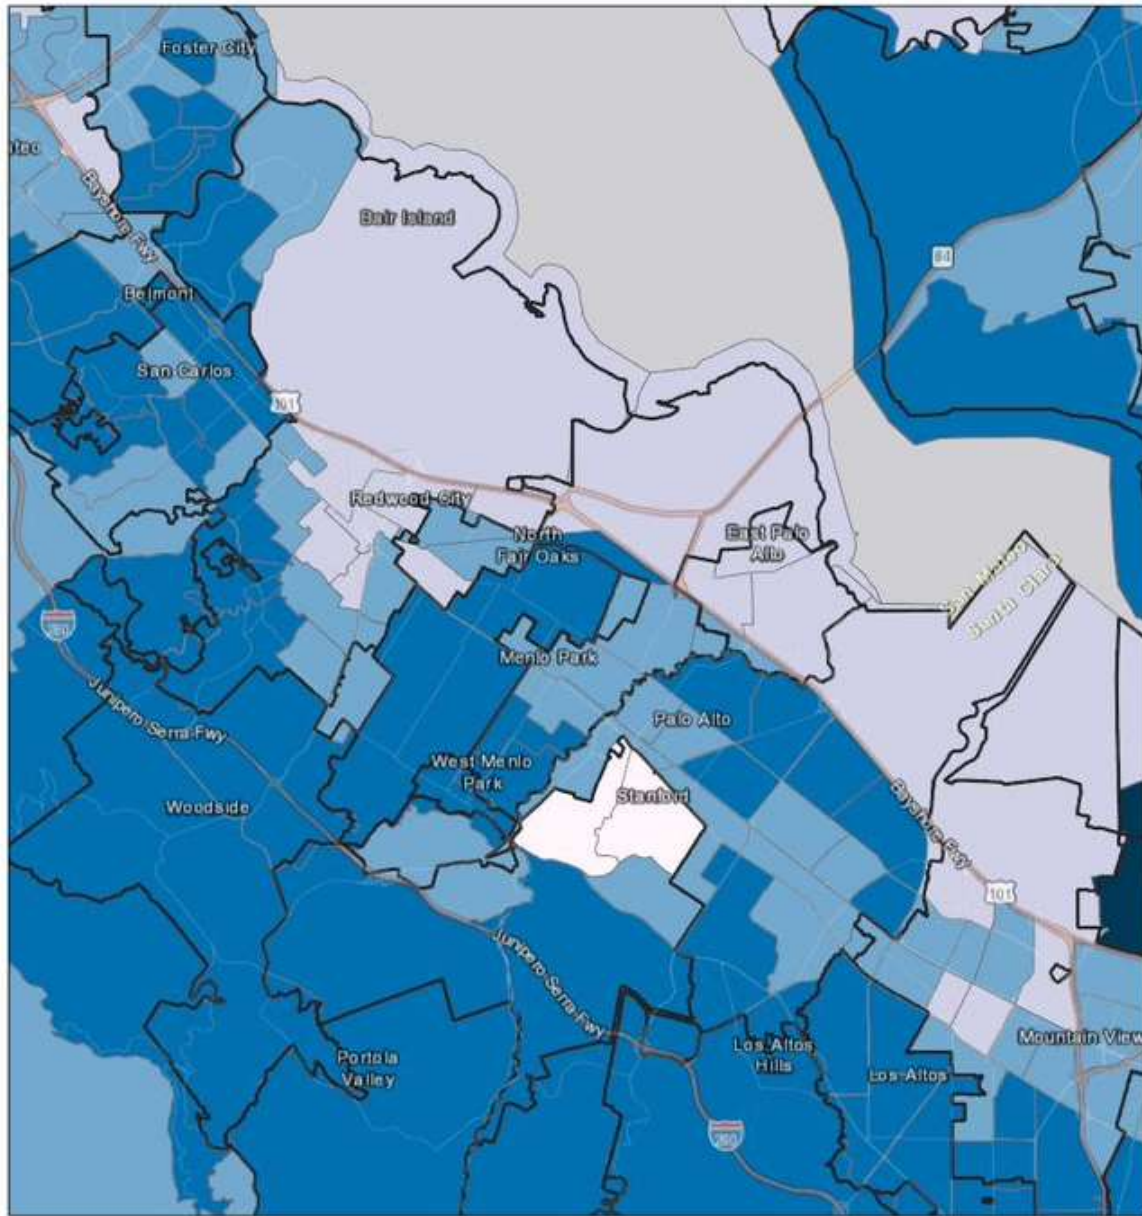 Foster City
ateo
Bayshore Fwy
Bair Island
84
Belmont
San Carlos
101
Redwood City
North
Fair Oaks
East Palo
Alto
San Mateo
Santa Clara
280
Menlo Park
Junipero Serra Fwy
Palo Alto
West Menlo
Park
Stanford
Woodside
Bayshore Fwy
101
Junipero Serra Fwy
Mountain View
Portola
Valley
Los Altos
Hills
Los Altos
280